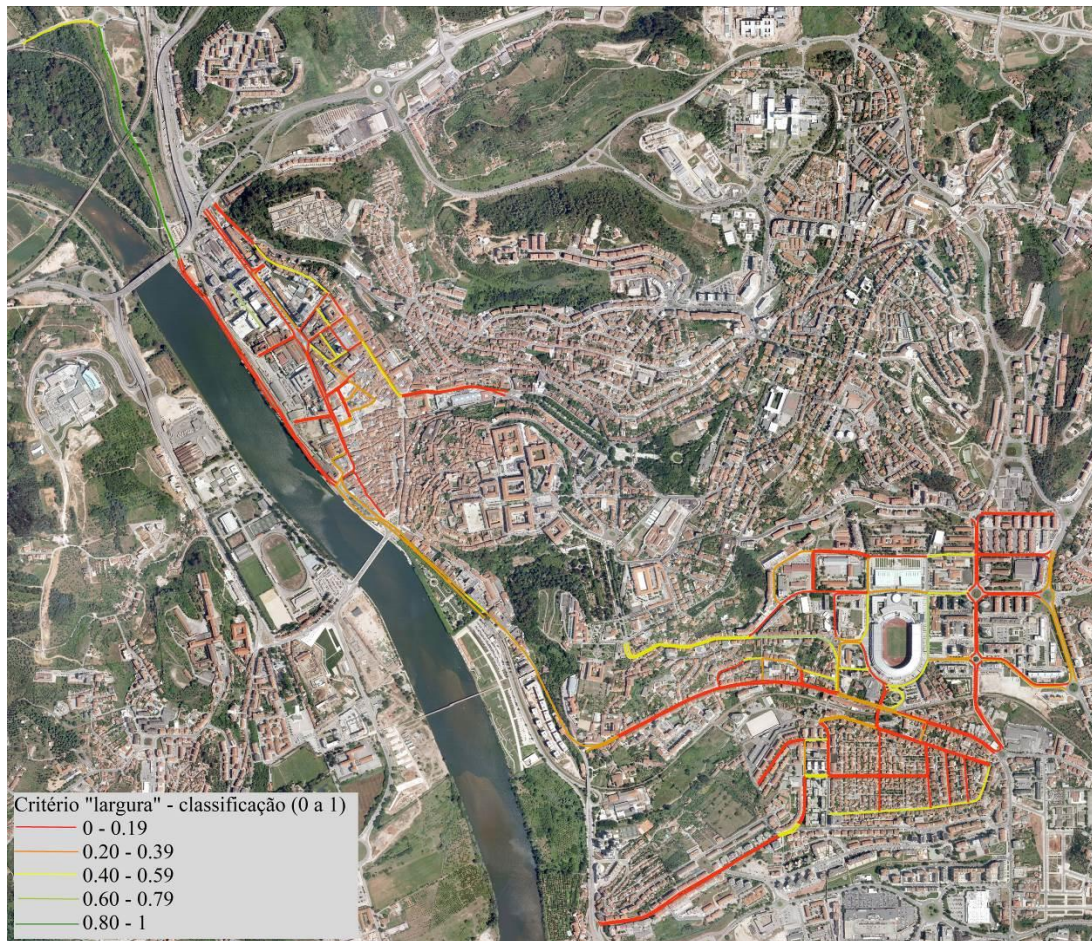 Critério "largura" - classificação (0 a 1)
0 - 0.19
0.20 - 0.39
0.40 - 0.59
0.60 - 0.79
0.80 - 1